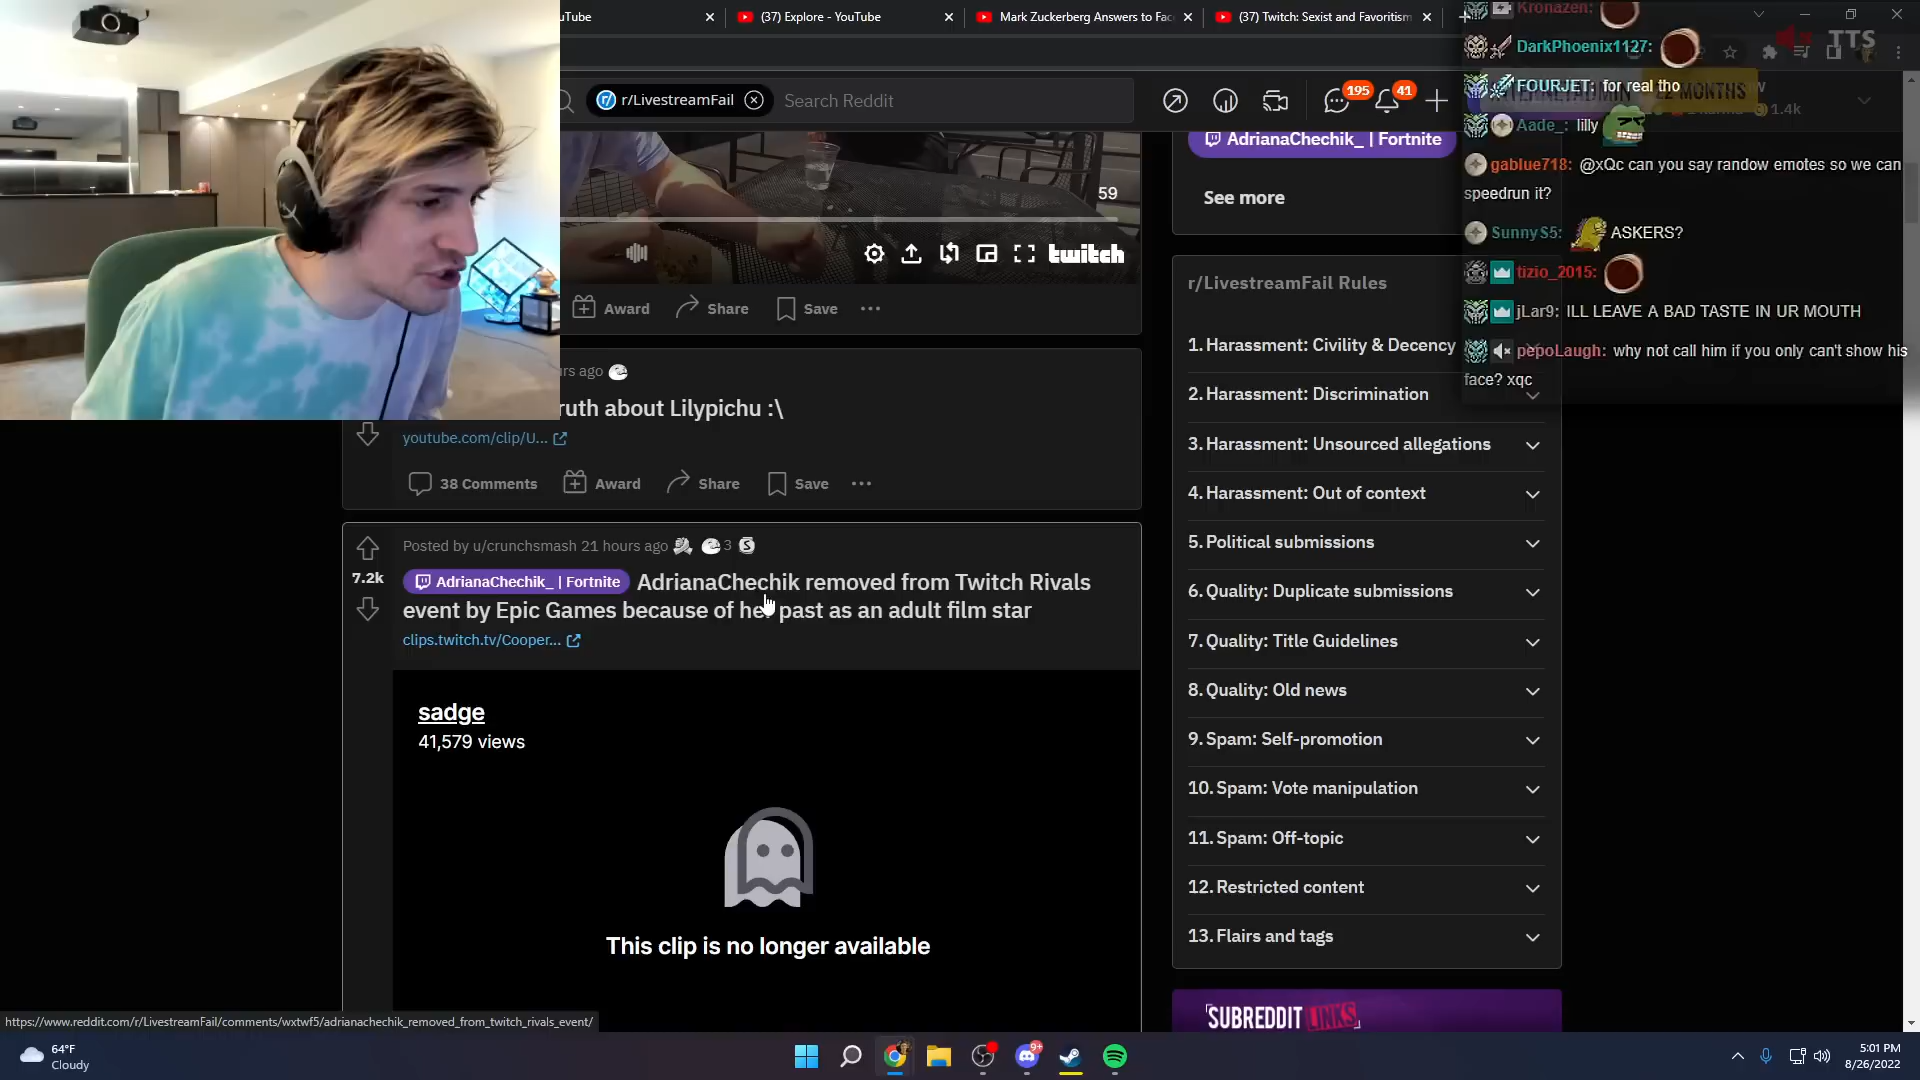 uTube
(37) Explore - YouTube
Mark Zuckerberg Answers to Fac
(37) Twitch: Sexist and Favoritism
r/LivestreamFail
Search Reddit
195
41
1.4k
Kronazen:
TTS
DarkPhoenix1127:
FOURJET: for real tho
22 MONTHS
Aade_: lilly
gablue718: @xQc can you say randow emotes so we can
speedrun it?
SunnyS5: ASKERS?
tizio_2015:
jLar9: ILL LEAVE A BAD TASTE IN UR MOUTH
pepoLaugh: why not call him if you only can't show his
face? xqc
59
twitch
Award
Share
Save
rs ago
ruth about Lilypichu :\
youtube.com/clip/U...
38 Comments
Award
Share
Save
Posted by u/crunchsmash 21 hours ago
3
S
7.2k
AdrianaChechik_ | Fortnite
AdrianaChechik removed from Twitch Rivals
event by Epic Games because of her past as an adult film star
clips.twitch.tv/Cooper...
sadge
41,579 views
This clip is no longer available
AdrianaChechik_ | Fortnite
See more
r/LivestreamFail Rules
1. Harassment: Civility & Decency
2. Harassment: Discrimination
3. Harassment: Unsourced allegations
4. Harassment: Out of context
5. Political submissions
6. Quality: Duplicate submissions
7. Quality: Title Guidelines
8. Quality: Old news
9. Spam: Self-promotion
10. Spam: Vote manipulation
11. Spam: Off-topic
12. Restricted content
13. Flairs and tags
SUBREDDIT LINKS
https://www.reddit.com/r/LivestreamFail/comments/wxtwf5/adrianachechik_removed_from_twitch_rivals_event/
64°F
Cloudy
9+
5:01 PM
8/26/2022